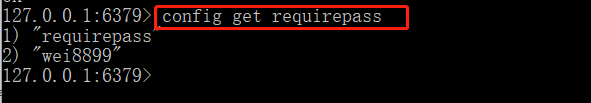 127.0.0.1:6379> config get requirepass
1) "requirepass"
2) "wei8899"
127.0.0.1:6379>